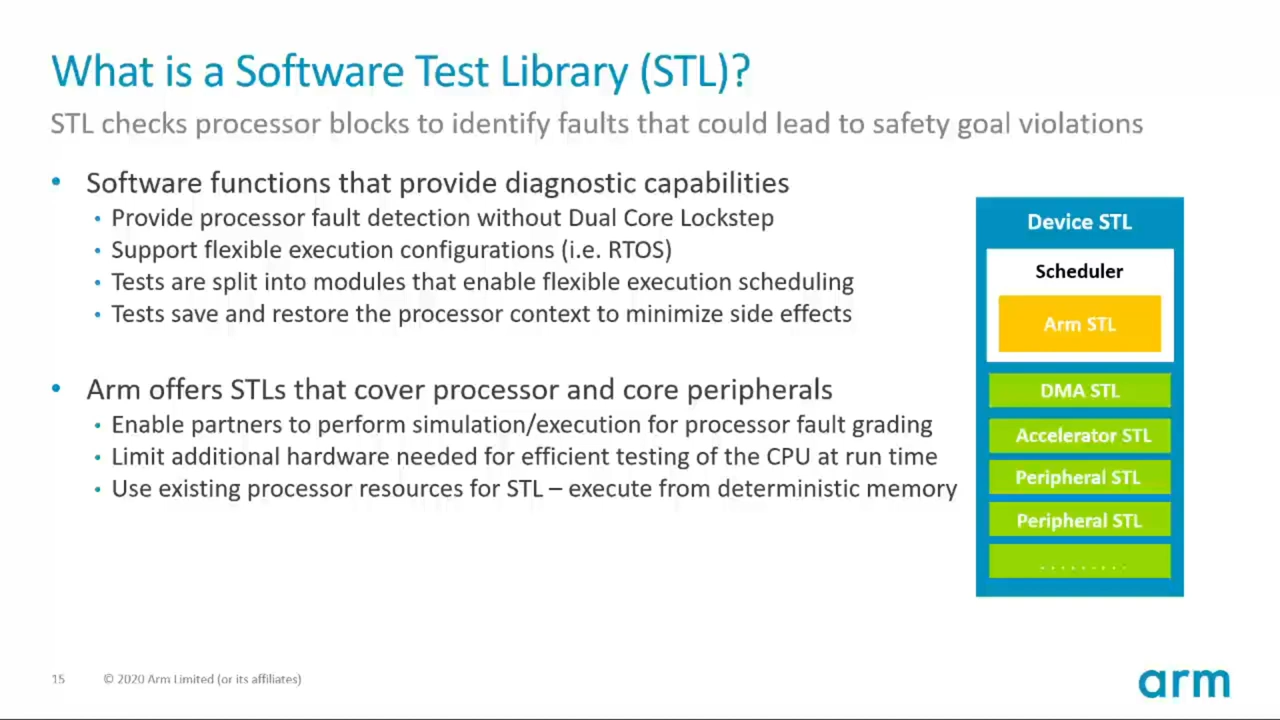 What is a Software Test Library (STL)?
STL checks processor blocks to identify faults that could lead to safety goal violations
• Software functions that provide diagnostic capabilities
• Provide processor fault detection without Dual Core Lockstep
• Support flexible execution configurations (i.e. RTOS)
• Tests are split into modules that enable flexible execution scheduling
• Tests save and restore the processor context to minimize side effects
• Arm offers STLs that cover processor and core peripherals
• Enable partners to perform simulation/execution for processor fault grading
• Limit additional hardware needed for efficient testing of the CPU at run time
• Use existing processor resources for STL – execute from deterministic memory
Device STL
Scheduler
Arm STL
DMA STL
Accelerator STL
Peripheral STL
Peripheral STL
. . . . . . . . .
15
© 2020 Arm Limited (or its affiliates)
arm